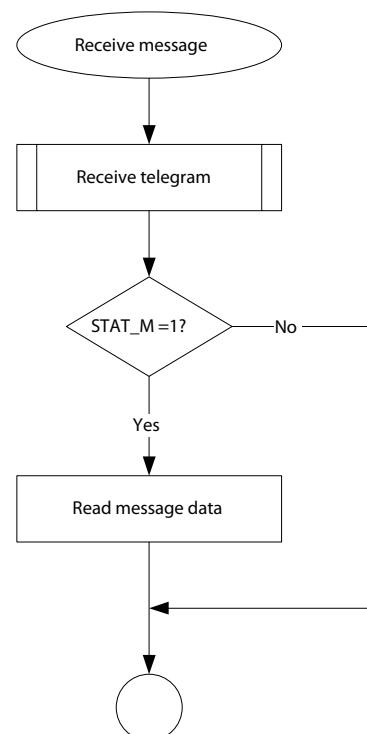 Receive message
Receive telegram
STAT_M =1?
No
Yes
Read message data